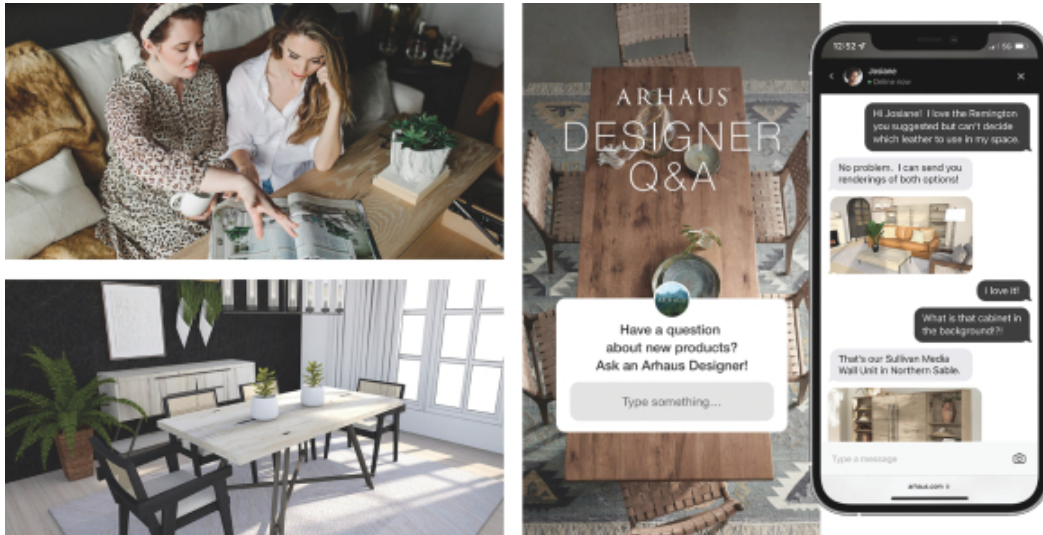 ARHAUS
DESIGNER
Q&A
Have a question
about new products?
Ask an Arhaus Designer!
Type something...
12:52
5G
Josiane
Online now
Hi Josiane! I love the Remington
you suggested but can't decide
which leather to use in my space.
No problem. I can send you
renderings of both options!
I love it!
What is that cabinet in
the background?!
That's our Sullivan Media
Wall Unit in Northern Sable.
Type a message
arhaus.com